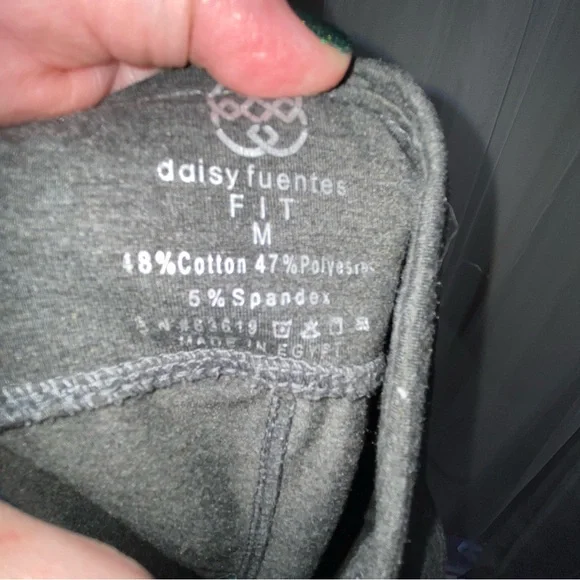 daisy fuentes
FIT
M
48%Cotton 47%Polyester
5% Spandex
MADE IN EGYPT